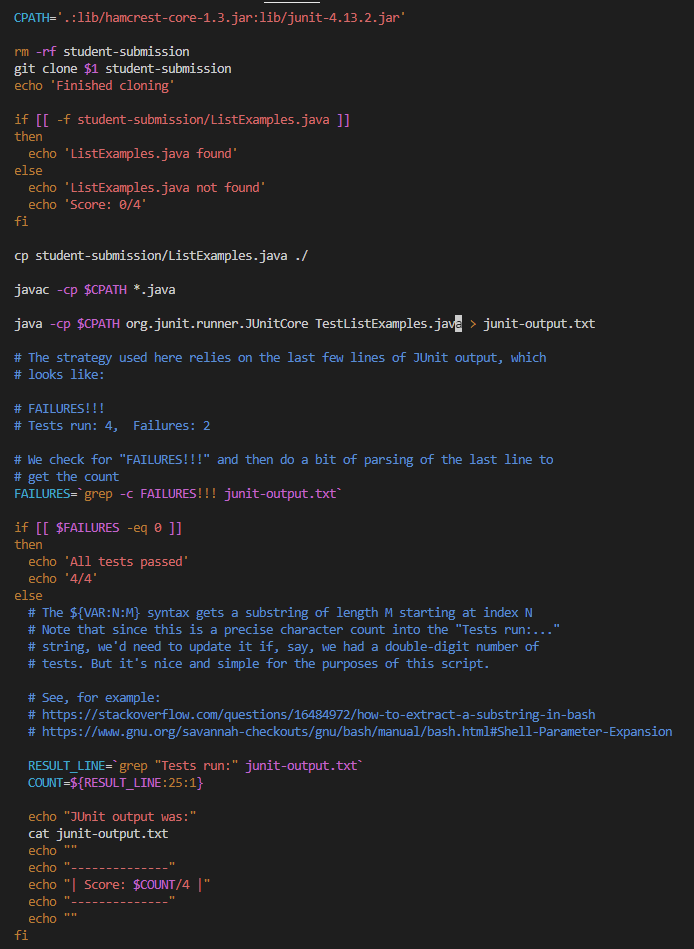 CPATH='.:lib/hamcrest-core-1.3.jar:lib/junit-4.13.2.jar'

rm -rf student-submission
git clone $1 student-submission
echo 'Finished cloning'

if [[ -f student-submission/ListExamples.java ]]
then
  echo 'ListExamples.java found'
else
  echo 'ListExamples.java not found'
  echo 'Score: 0/4'
fi

cp student-submission/ListExamples.java ./

javac -cp $CPATH *.java

java -cp $CPATH org.junit.runner.JUnitCore TestListExamples.java > junit-output.txt

# The strategy used here relies on the last few lines of JUnit output, which
# looks like:

# FAILURES!!!
# Tests run: 4,  Failures: 2

# We check for "FAILURES!!!" and then do a bit of parsing of the last line to
# get the count
FAILURES=`grep -c FAILURES!!! junit-output.txt`

if [[ $FAILURES -eq 0 ]]
then
  echo 'All tests passed'
  echo '4/4'
else
  # The ${VAR:N:M} syntax gets a substring of length M starting at index N
  # Note that since this is a precise character count into the "Tests run:..."
  # string, we'd need to update it if, say, we had a double-digit number of
  # tests. But it's nice and simple for the purposes of this script.

  # See, for example:
  # https://stackoverflow.com/questions/16484972/how-to-extract-a-substring-in-bash
  # https://www.gnu.org/savannah-checkouts/gnu/bash/manual/bash.html#Shell-Parameter-Expansion

  RESULT_LINE=`grep "Tests run:" junit-output.txt`
  COUNT=${RESULT_LINE:25:1}

  echo "JUnit output was:"
  cat junit-output.txt
  echo ""
  echo "--------------"
  echo "| Score: $COUNT/4 |"
  echo "--------------"
  echo ""
fi